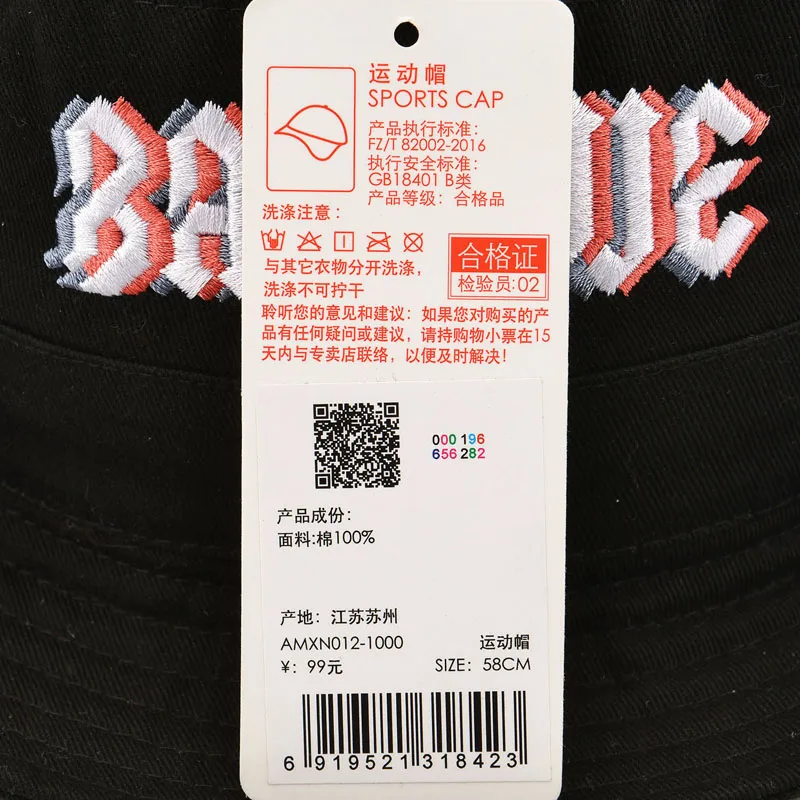 运动帽
SPORTS CAP
产品执行标准：
FZ/T 82002-2016
执行安全标准：
GB18401 B类
产品等级：合格品
洗涤注意：
与其它衣物分开洗涤，
洗涤不可拧干
合格证
检验员:02
聆听您的意见和建议：如果您对购买的产
品有任何疑问或建议，请持购物小票在15
天内与专卖店联络，以便及时解决！
000 196
656 282
产品成份：
面料:棉100%
产地：江苏苏州
AMXN012-1000 运动帽
¥：99元 SIZE：58CM
6 919521 318423